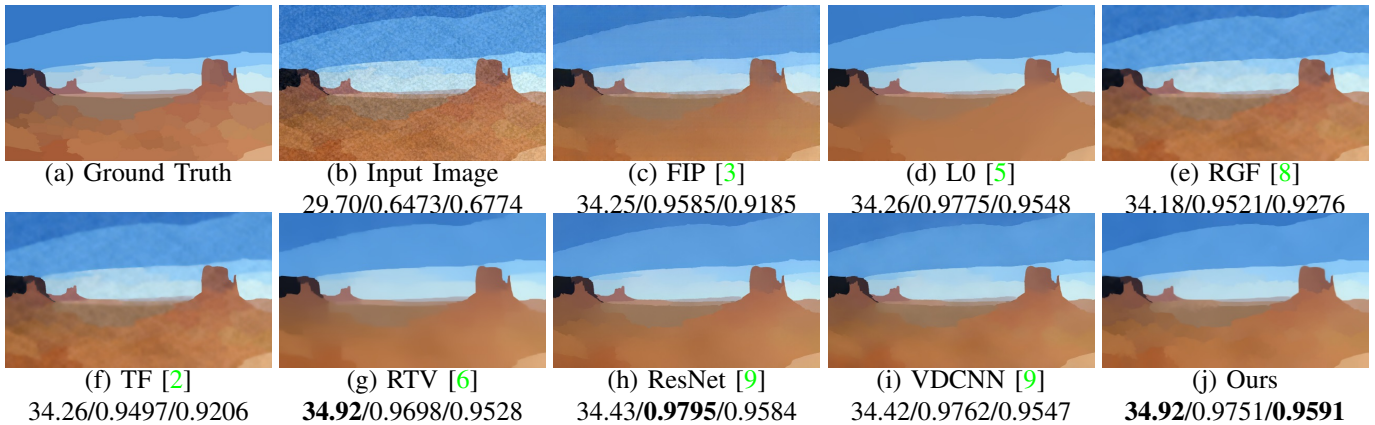 (a) Ground Truth
(b) Input Image
(c) FIP [3]
(d) L0 [5]
(e) RGF [8]
29.70/0.6473/0.6774
34.25/0.9585/0.9185
34.26/0.9775/0.9548
34.18/0.9521/0.9276
(f) TF [2]
(g) RTV [6]
(h) ResNet [9]
(i) VDCNN [9]
(j) Ours
34.26/0.9497/0.9206
34.92/0.9698/0.9528
34.43/0.9795/0.9584
34.42/0.9762/0.9547
34.92/0.9751/0.9591